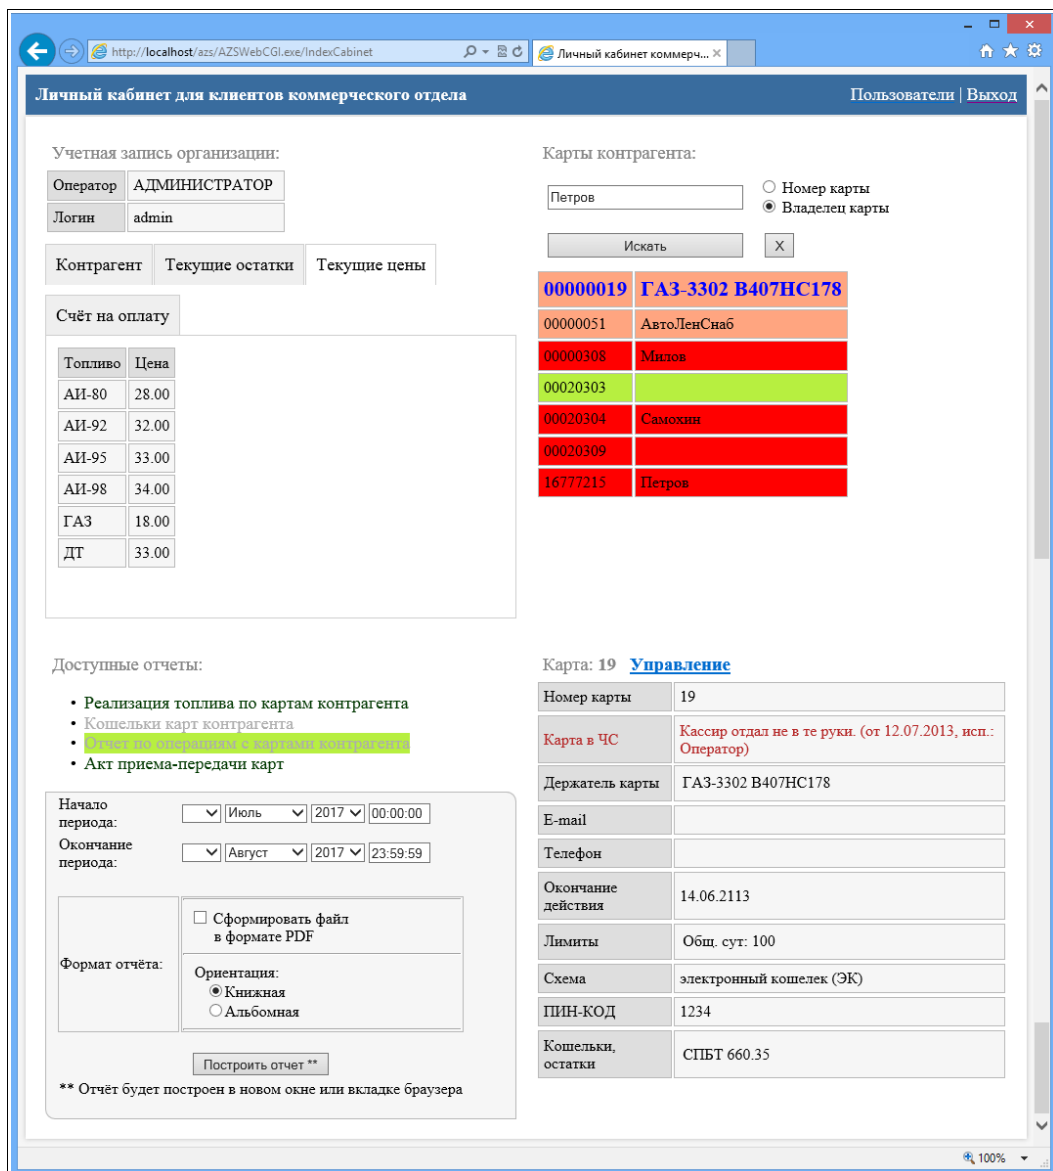 http://localhost/azs/AZSWebCGI.exe/IndexCabinet
Личный кабинет коммерч...
Личный кабинет для клиентов коммерческого отдела
Пользователи | Выход
Учетная запись организации:
Оператор АДМИНИСТРАТОР
Логин admin
Контрагент Текущие остатки Текущие цены
Счёт на оплату
Топливо Цена
АИ-80 28.00
АИ-92 32.00
АИ-95 33.00
АИ-98 34.00
ГАЗ 18.00
ДТ 33.00
Карты контрагента:
Петров
Номер карты
Владелец карты
Искать X
00000019 ГАЗ-3302 В407НС178
00000051 АвтоЛенСнаб
00000308 Милов
00020303
00020304 Самохин
00020309
16777215 Петров
Доступные отчеты:
• Реализация топлива по картам контрагента
• Кошельки карт контрагента
• Отчет по операциям с картами контрагента
• Акт приема-передачи карт
Начало
периода:
Июль 2017 00:00:00
Окончание
периода:
Август 2017 23:59:59
Формат отчёта:
Сформировать файл
в формате PDF
Ориентация:
Книжная
Альбомная
Построить отчет **
** Отчёт будет построен в новом окне или вкладке браузера
Карта: 19 Управление
Номер карты 19
Карта в ЧС
Кассир отдал не в те руки. (от 12.07.2013, исп.:
Оператор)
Держатель карты ГАЗ-3302 В407НС178
E-mail
Телефон
Окончание
действия
14.06.2113
Лимиты Общ. сут: 100
Схема электронный кошелек (ЭК)
ПИН-КОД 1234
Кошельки,
остатки
СПБТ 660.35
100%